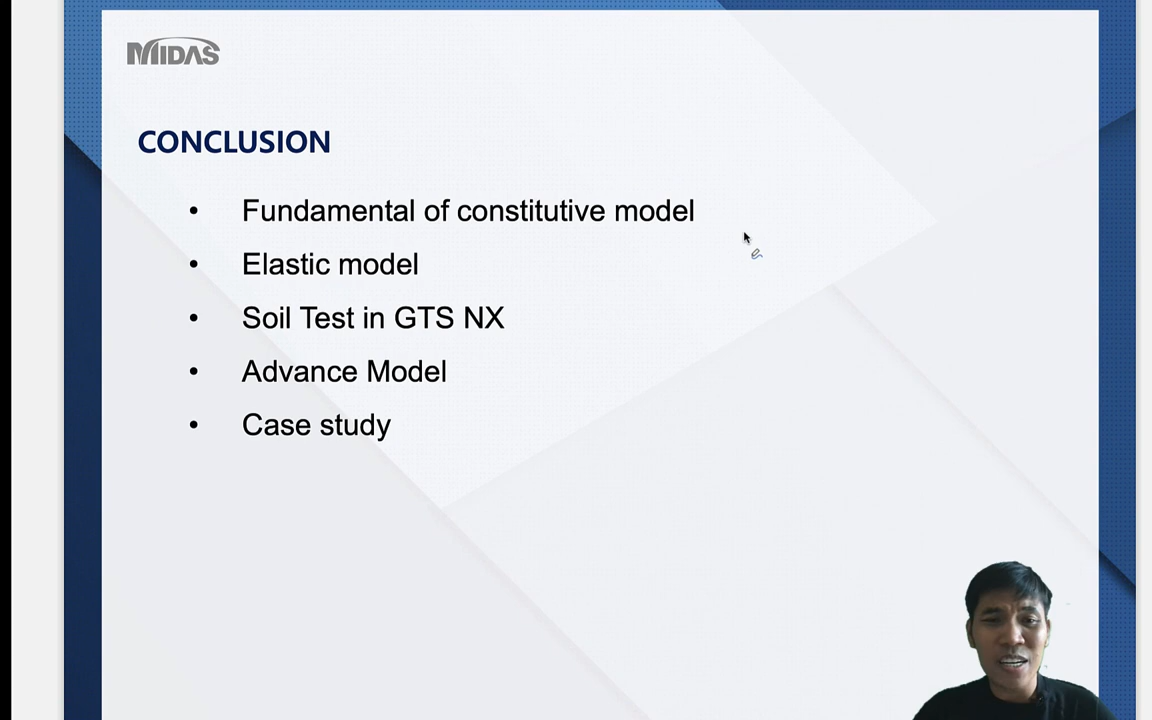 MIDAS
CONCLUSION
• Fundamental of constitutive model
• Elastic model
• Soil Test in GTS NX
• Advance Model
• Case study